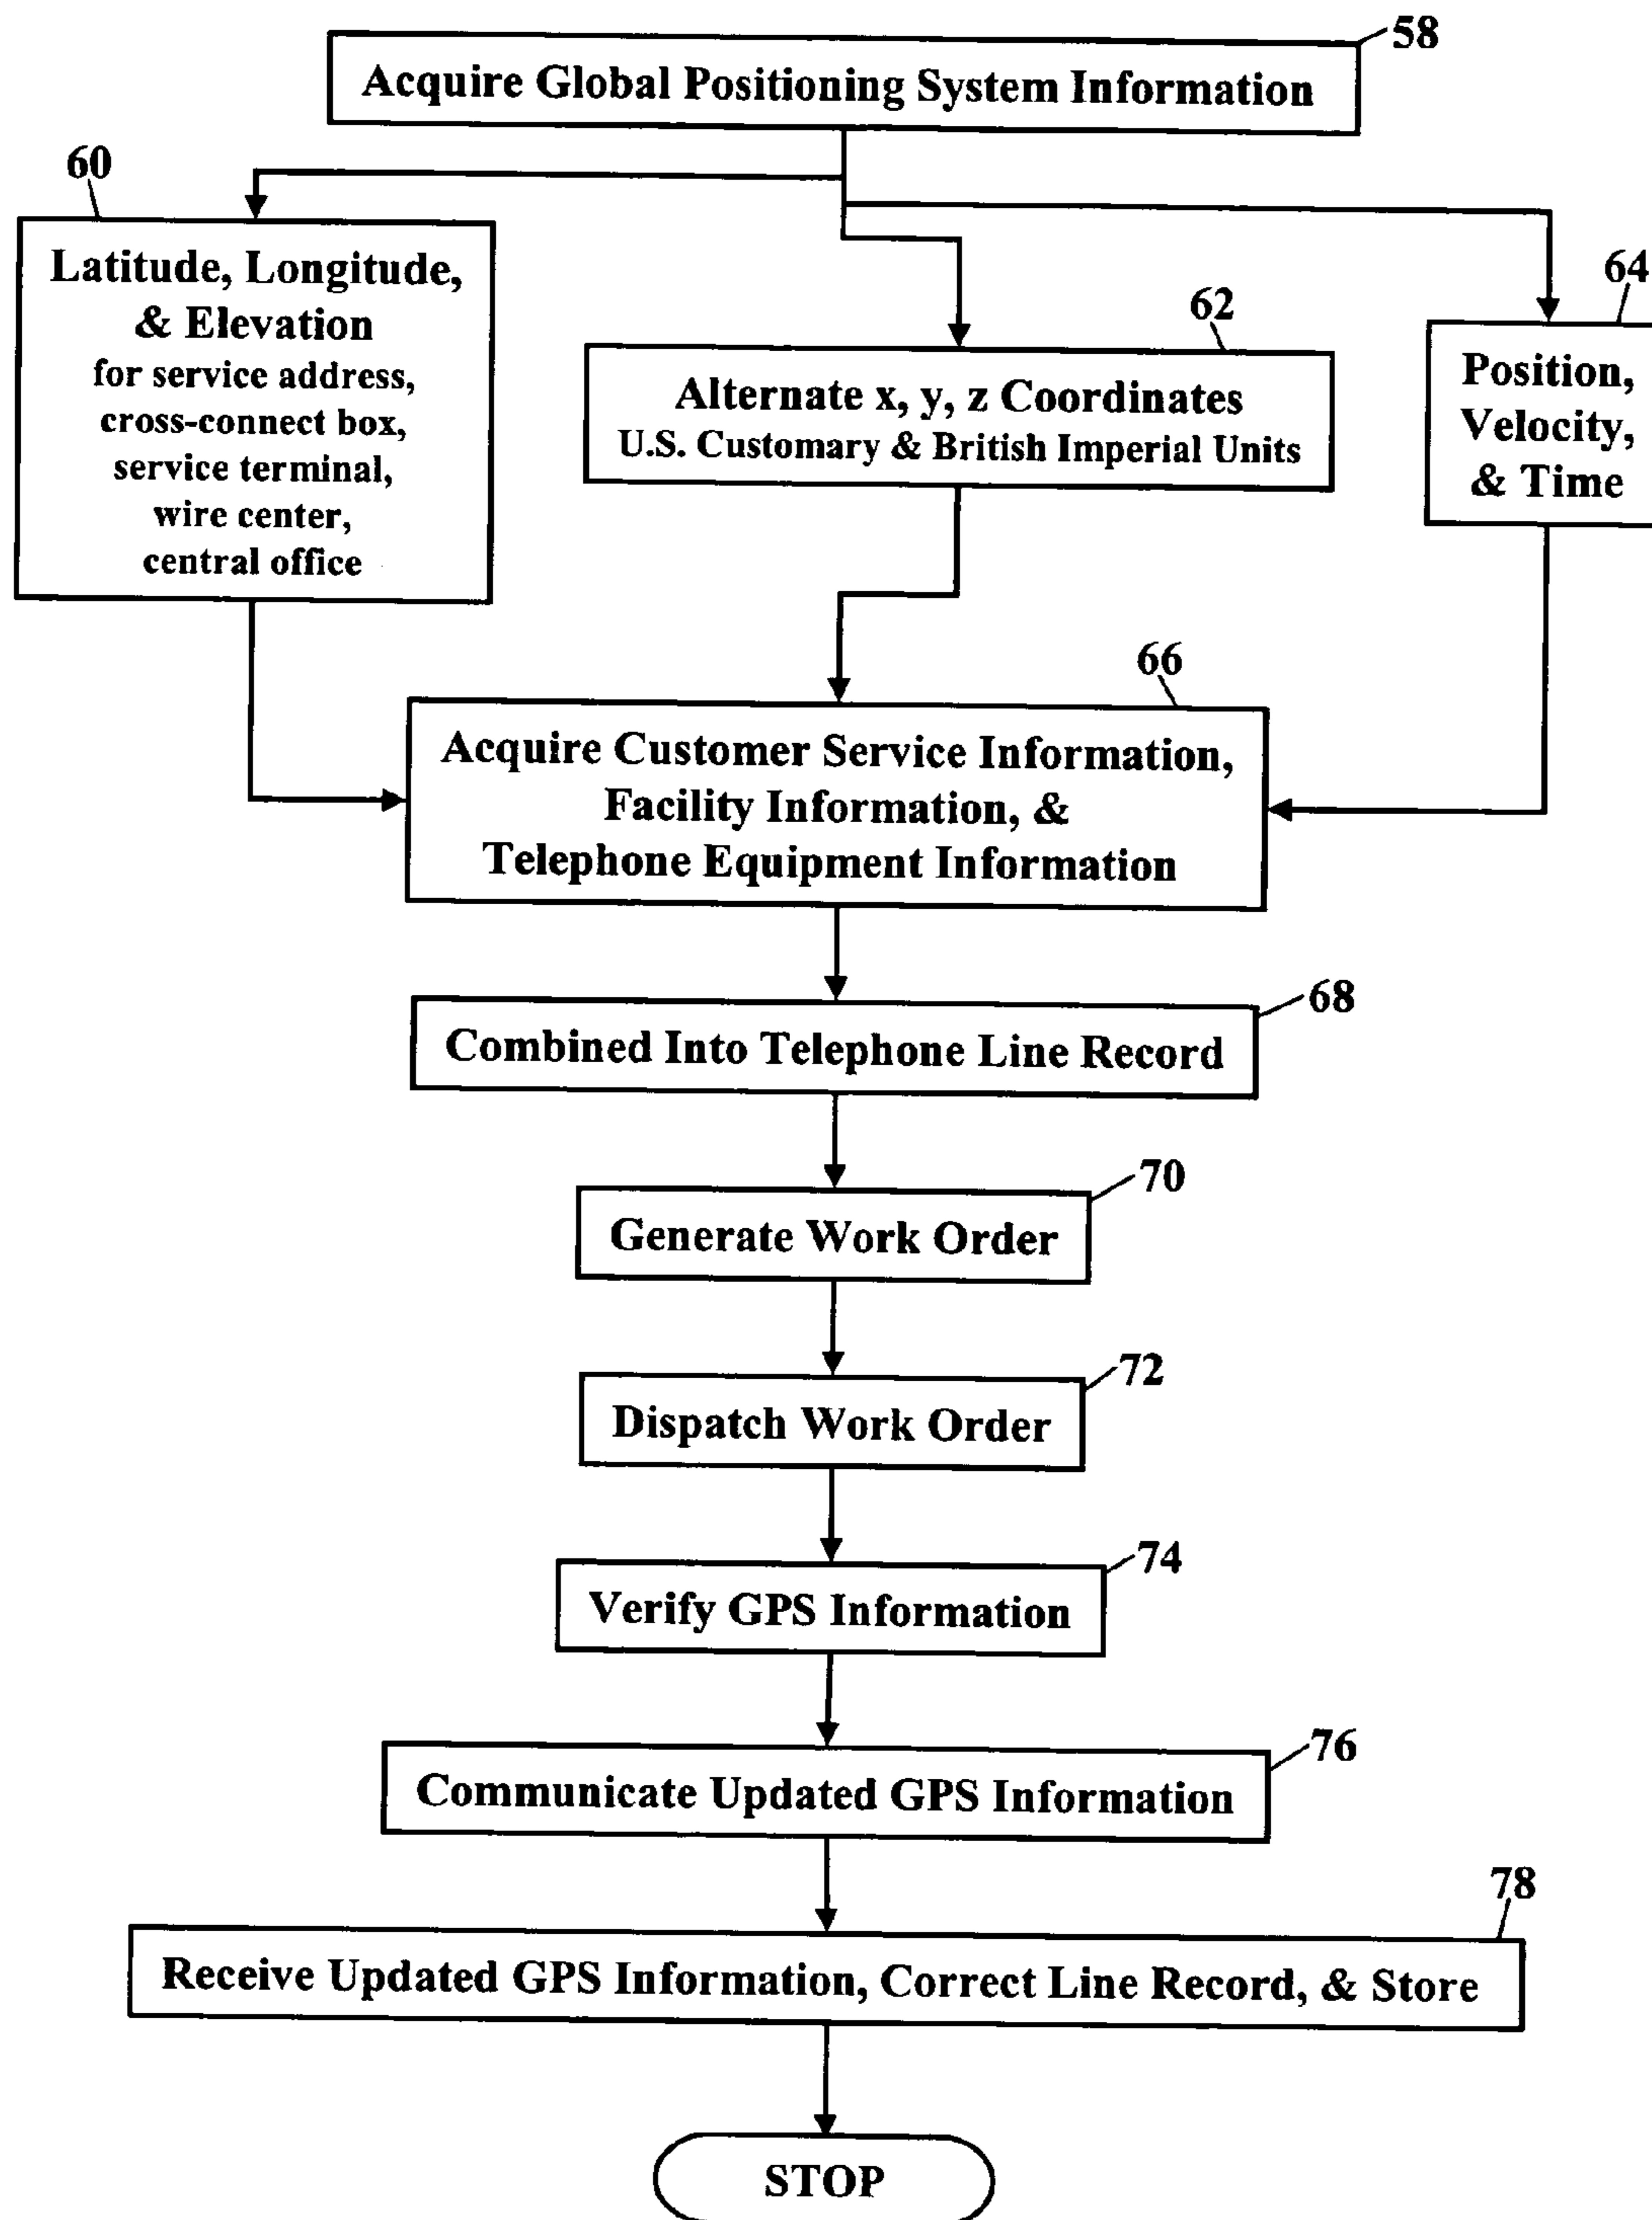 58
Acquire Global Positioning System Information
60
Latitude, Longitude,
& Elevation
for service address,
cross-connect box,
service terminal,
wire center,
central office
62
Alternate x, y, z Coordinates
U.S. Customary & British Imperial Units
64
Position,
Velocity,
& Time
66
Acquire Customer Service Information,
Facility Information, &
Telephone Equipment Information
68
Combined Into Telephone Line Record
70
Generate Work Order
72
Dispatch Work Order
74
Verify GPS Information
76
Communicate Updated GPS Information
78
Receive Updated GPS Information, Correct Line Record, & Store
STOP